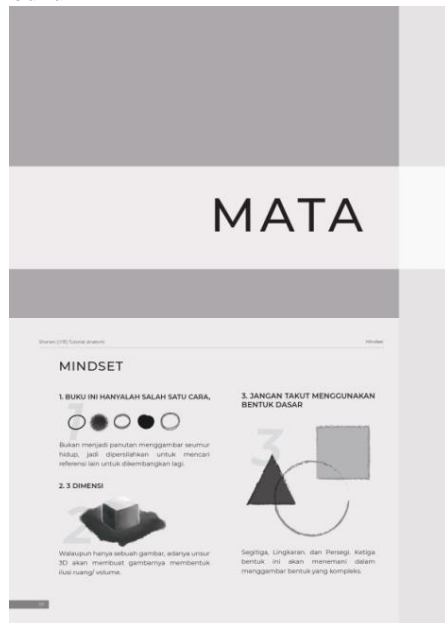 MATA
Mindset
MINDSET
1. BUKU INI HANYALAH SALAH SATU CARA,
1
Bukan menjadi panutan menggambar seumur
hidup, jadi dipersilahkan untuk mencari
referensi lain untuk dikembangkan lagi.
2. 3 DIMENSI
2
Walaupun hanya sebuah gambar, adanya unsur
3D akan membuat gambarnya membentuk
ilusi ruang/ volume.
3. JANGAN TAKUT MENGGUNAKAN
BENTUK DASAR
3
Segitiga, Lingkaran, dan Persegi. Ketiga
bentuk ini akan menemani dalam
menggambar bentuk yang kompleks.